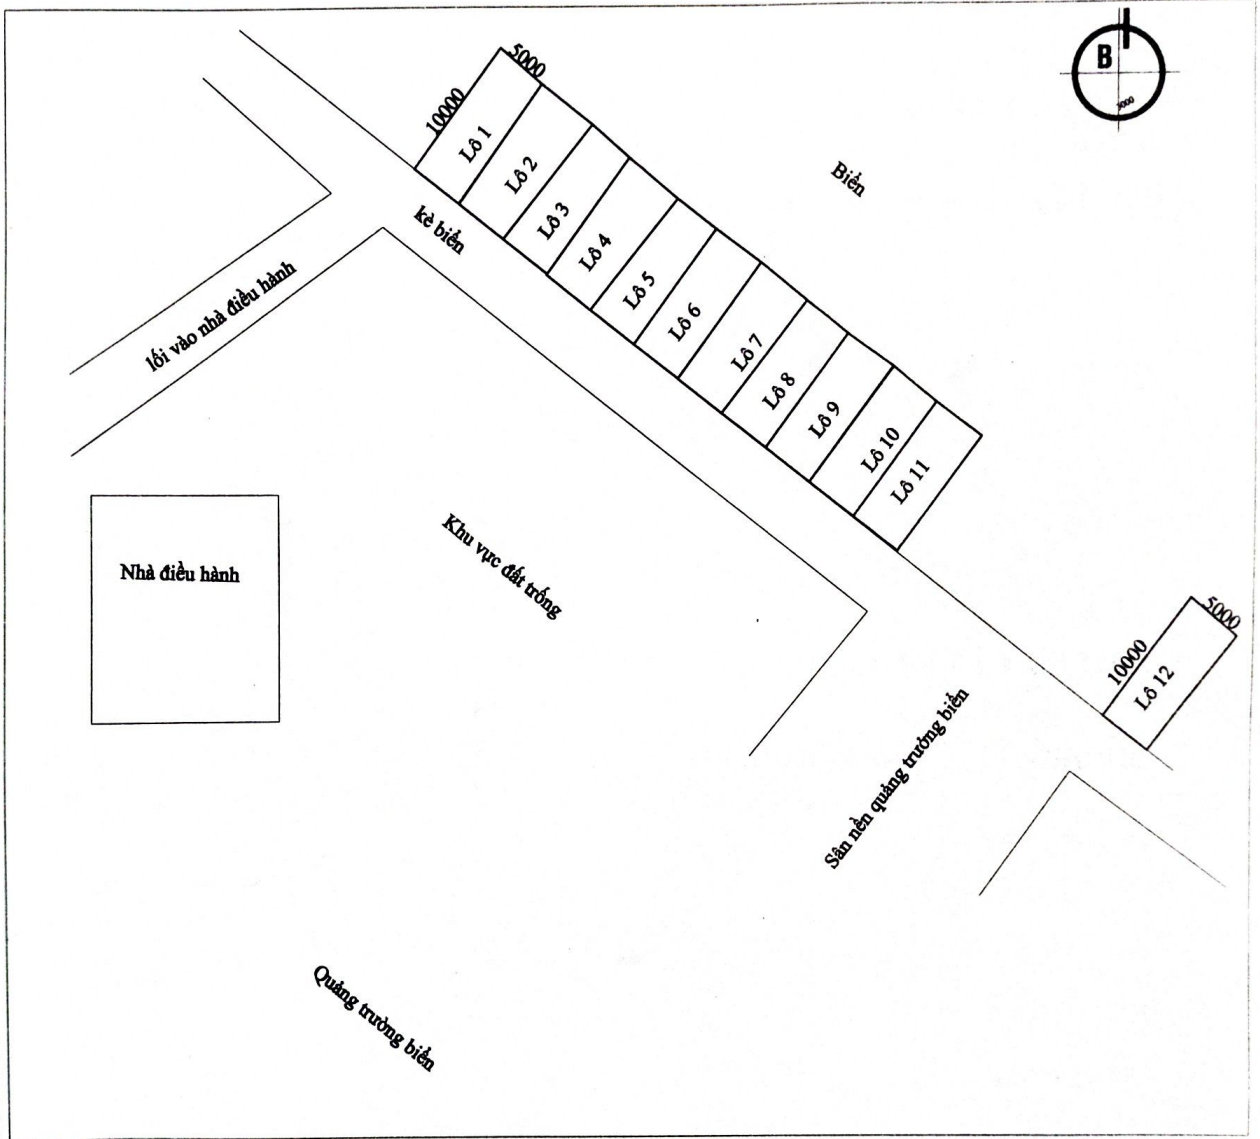 B
5000
5000
10000
Lô 1
Lô 2
Lô 3
Lô 4
Lô 5
Lô 6
Lô 7
Lô 8
Lô 9
Lô 10
Lô 11
Biển
kè biển
lối vào nhà điều hành
Nhà điều hành
Khu vực đất trống
5000
10000
Lô 12
Sân nền quảng trường biển
Quảng trường biển